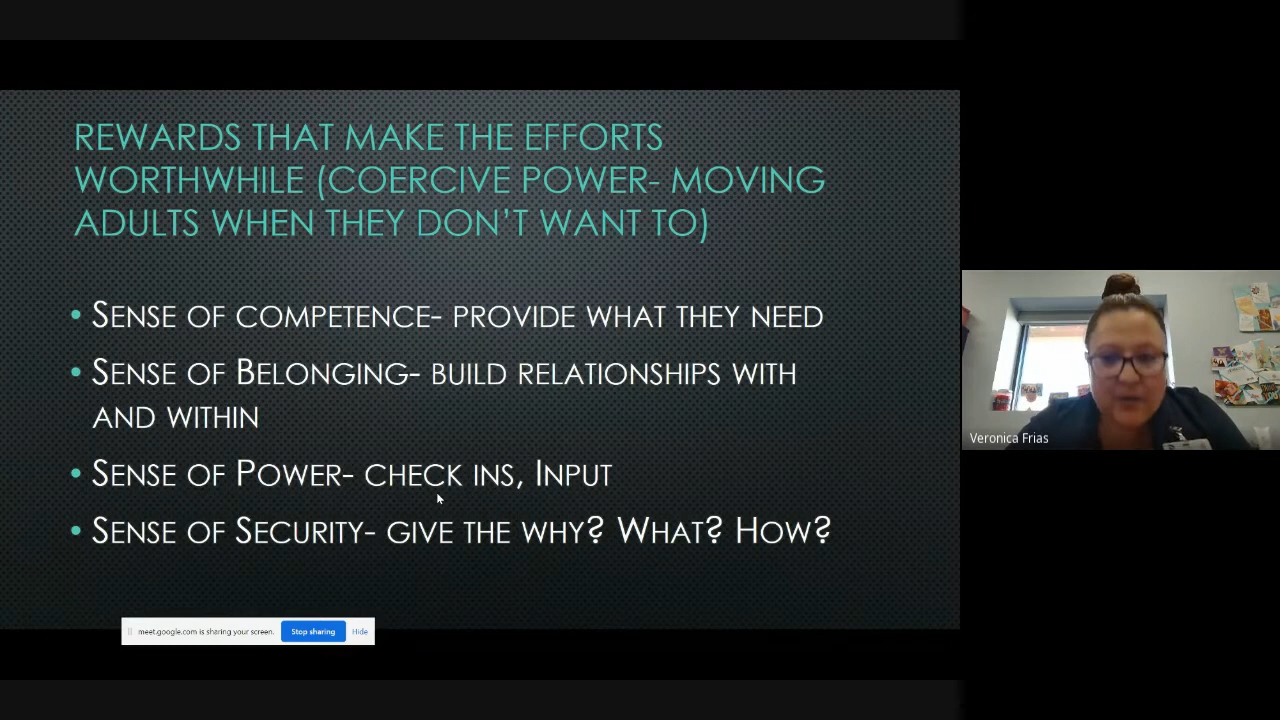 REWARDS THAT MAKE THE EFFORTS
WORTHWHILE (COERCIVE POWER- MOVING
ADULTS WHEN THEY DON'T WANT TO)
• SENSE OF COMPETENCE- PROVIDE WHAT THEY NEED
• SENSE OF BELONGING- BUILD RELATIONSHIPS WITH
AND WITHIN
• SENSE OF POWER- CHECK INS, INPUT
• SENSE OF SECURITY- GIVE THE WHY? WHAT? HOW?
meet.google.com is sharing your screen. Stop sharing Hide
Veronica Frias